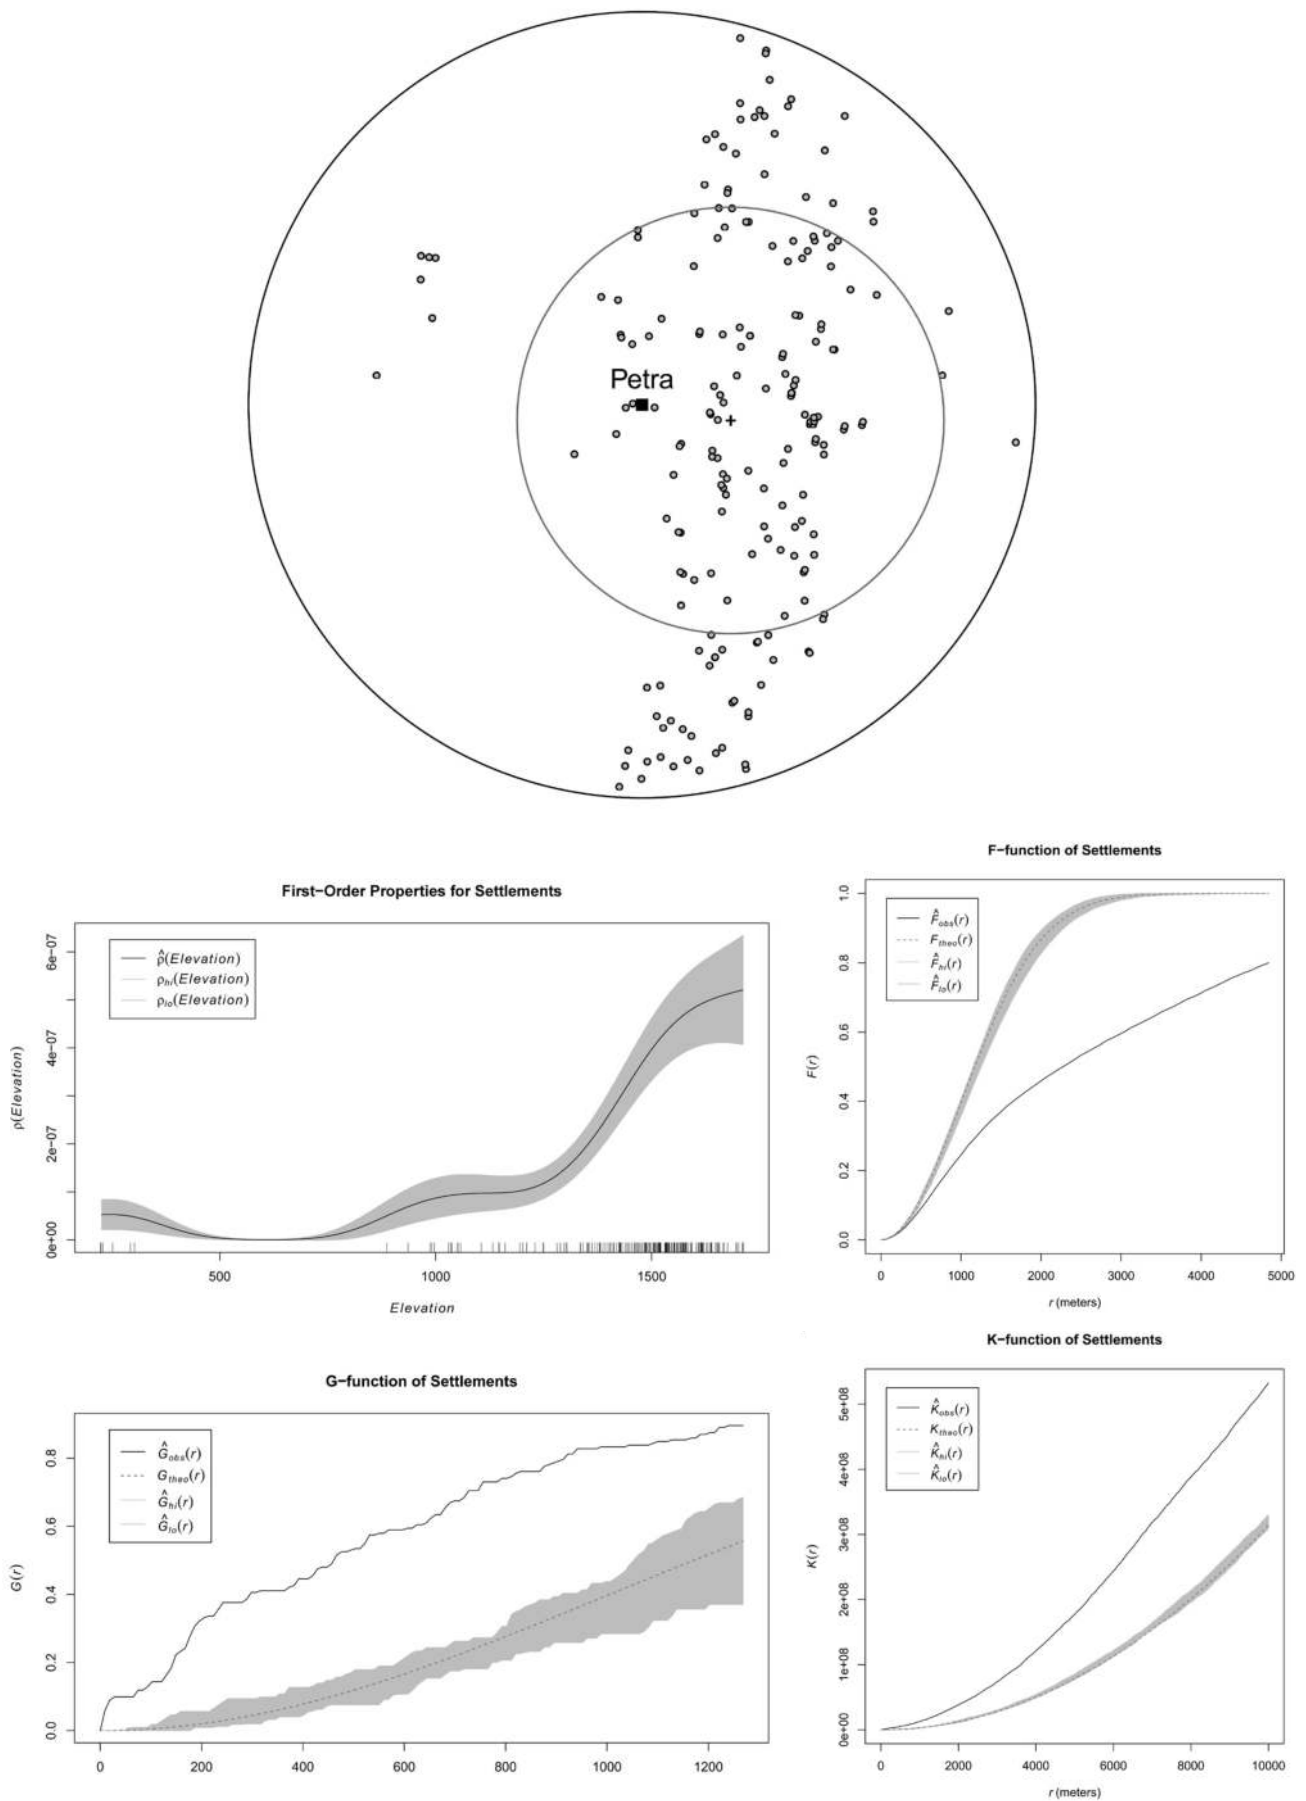 Petra
First-Order Properties for Settlements
ρ̂(Elevation)
ρhi(Elevation)
ρlo(Elevation)
ρ(Elevation)
0e+00 2e-07 4e-07 6e-07
500 1000 1500
Elevation
F-function of Settlements
F̂obs(r)
Ftheo(r)
F̂hi(r)
F̂lo(r)
F(r)
0.0 0.2 0.4 0.6 0.8 1.0
0 1000 2000 3000 4000 5000
r (meters)
G-function of Settlements
Ĝobs(r)
Gtheo(r)
Ĝhi(r)
Ĝlo(r)
G(r)
0.0 0.2 0.4 0.6 0.8
0 200 400 600 800 1000 1200
K-function of Settlements
K̂obs(r)
Ktheo(r)
K̂hi(r)
K̂lo(r)
K(r)
0e+00 1e+08 2e+08 3e+08 4e+08 5e+08
0 2000 4000 6000 8000 10000
r (meters)